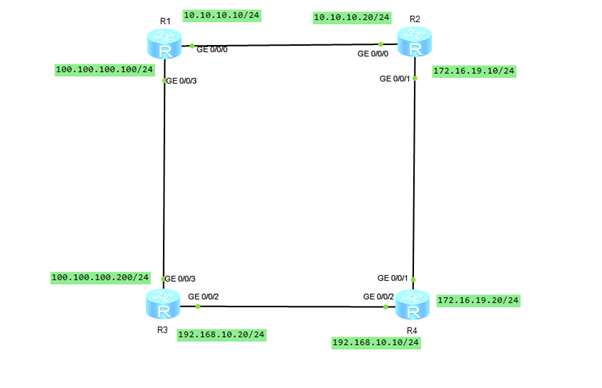 10.10.10.10/24
10.10.10.20/24
R1
R2
GE 0/0/0
GE 0/0/0
100.100.100.100/24
GE 0/0/3
GE 0/0/1
172.16.19.10/24
R
R
100.100.100.200/24
GE 0/0/3
GE 0/0/1
GE 0/0/2
GE 0/0/2
172.16.19.20/24
R
R
R3
192.168.10.20/24
R4
192.168.10.10/24